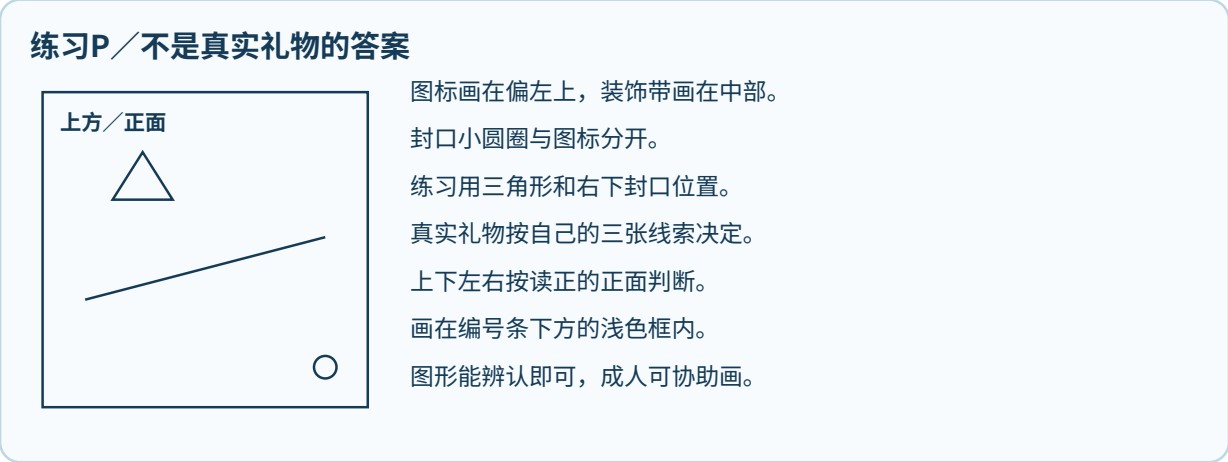 练习P／不是真实礼物的答案
上方／正面
图标画在偏左上，装饰带画在中部。
封口小圆圈与图标分开。
练习用三角形和右下封口位置。
真实礼物按自己的三张线索决定。
上下左右按读正的正面判断。
画在编号条下方的浅色框内。
图形能辨认即可，成人可协助画。